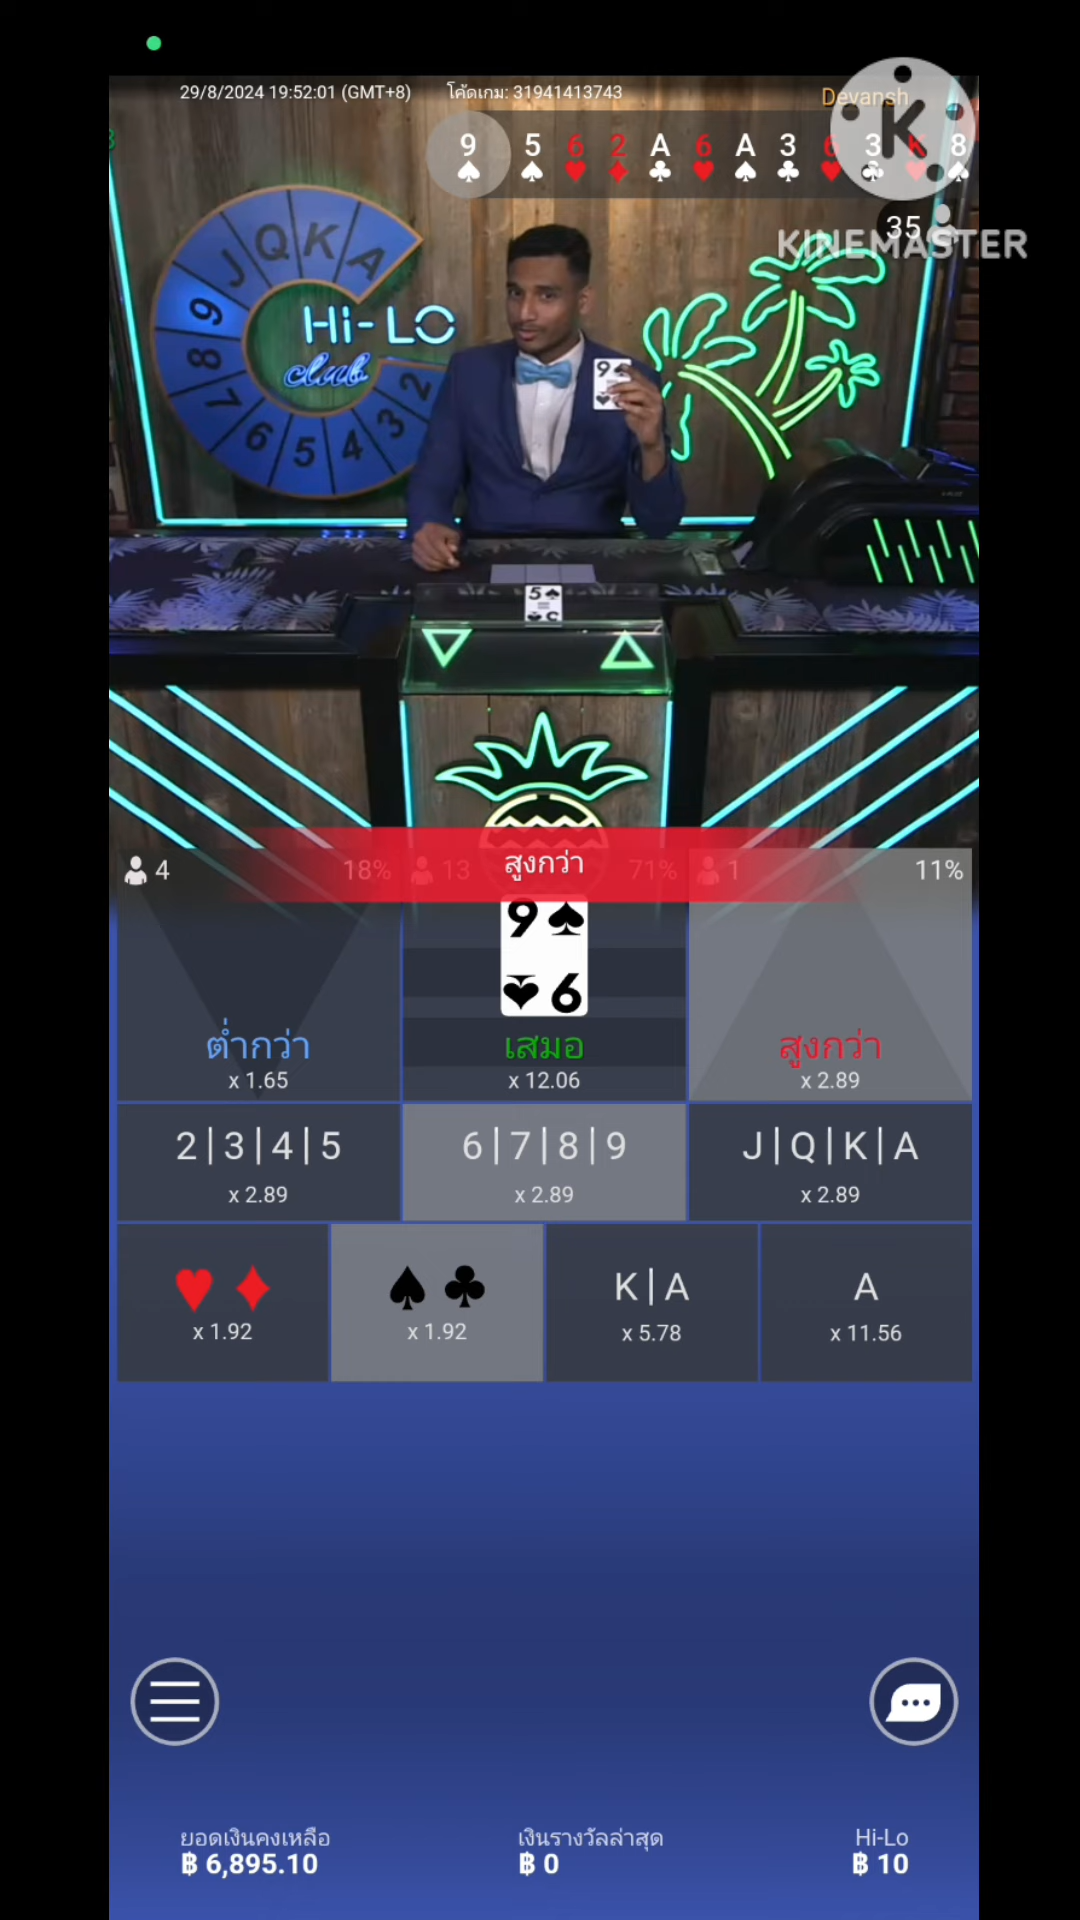 29/8/2024 19:52:01 (GMT+8) โค้ดเกม: 31941413743 Devansh
9 5 6 2 A 6 A 3 6 3 K 8
♠ ♠ ♥ ♦ ♣ ♥ ♠ ♣ ♥ ♣ ♥ ♠
K
35
KINEMASTER
2 3 4 5 6 7 8 9 J Q K A
Hi-LO
club
9♠
5♠
4 18% 13 71% 1 11%
สูงกว่า
9♠
9♠
ต่ำกว่า เสมอ สูงกว่า
x 1.65 x 12.06 x 2.89
2|3|4|5 6|7|8|9 J|Q|K|A
x 2.89 x 2.89 x 2.89
♥ ♦ ♠ ♣ K|A A
x 1.92 x 1.92 x 5.78 x 11.56
ยอดเงินคงเหลือ เงินรางวัลล่าสุด Hi-Lo
฿ 6,895.10 ฿ 0 ฿ 10